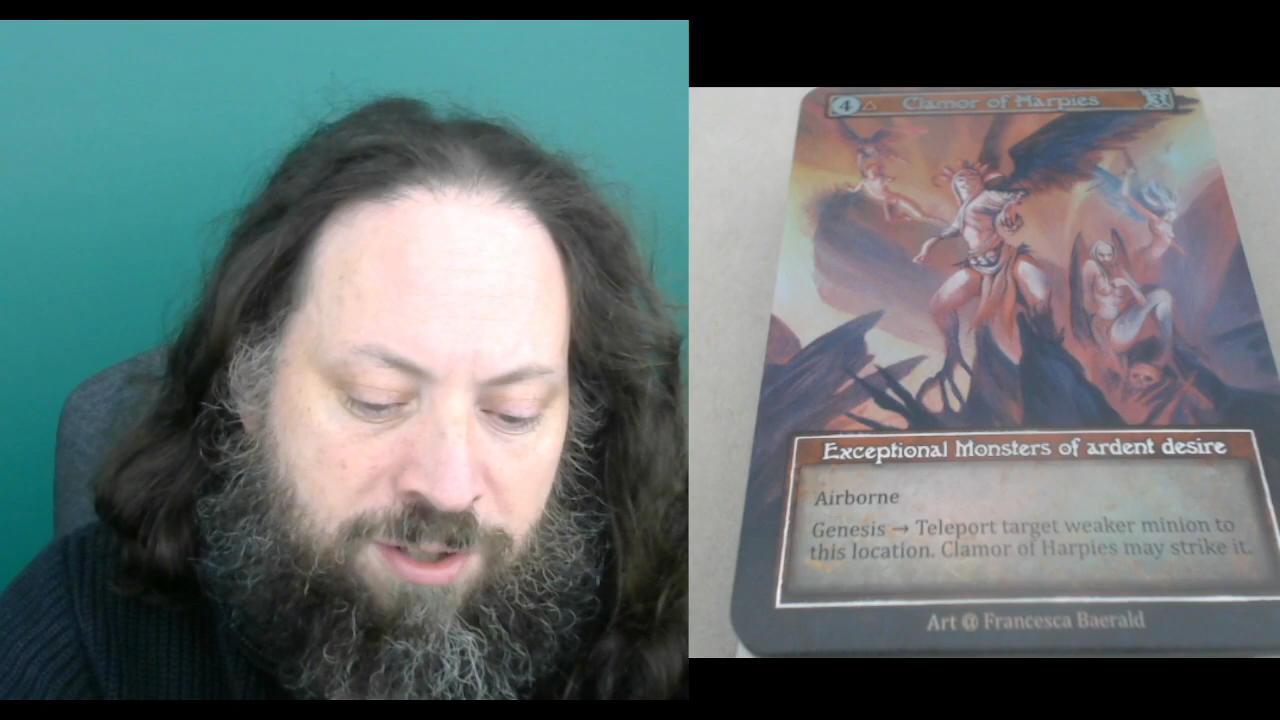 4 Clamor of Harpies 3
Exceptional Monsters of ardent desire
Airborne
Genesis → Teleport target weaker minion to
this location. Clamor of Harpies may strike it.
Art @ Francesca Baerald